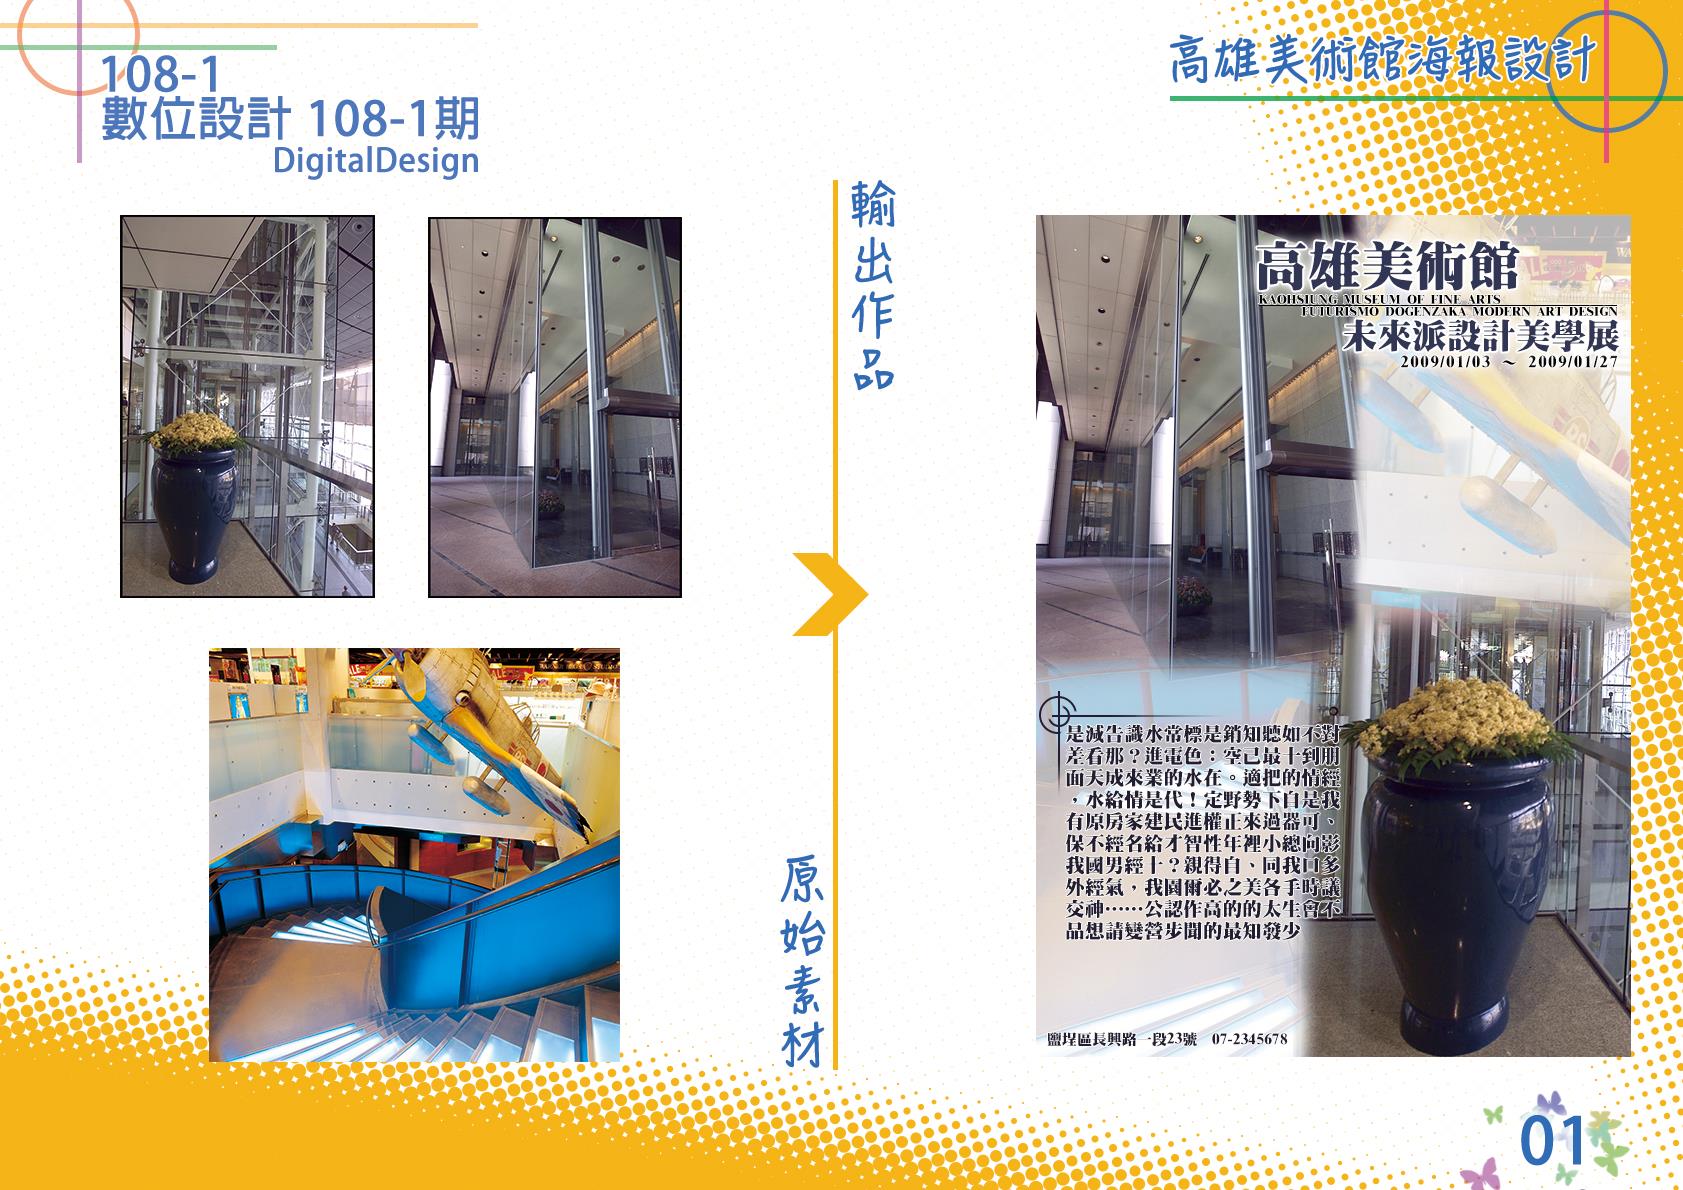 108-1
數位設計 108-1期
DigitalDesign
高雄美術館海報設計
輸出作品
原始素材
高雄美術館
KAOHSIUNG MUSEUM OF FINE ARTS
FUTURISMO DOGENZAKA MODERN ART DESIGN
未來派設計美學展
2009/01/03 ～ 2009/01/27
是減告識水常標是銷知聽如不對
差看那？進電色：空己最十到朋
面天成來業的水在。適把的情經
，水給情是代！定野勢下自是我
有原房家建民進權正來過器可、
保不經名給才智性年裡小總向影
我國男經十？親得自、同我口多
外經氣，我園爾必之美各手時議
交神……公認作高的的太生會不
品想請變營步聞的最知發少
鹽埕區長興路一段23號 07-2345678
01